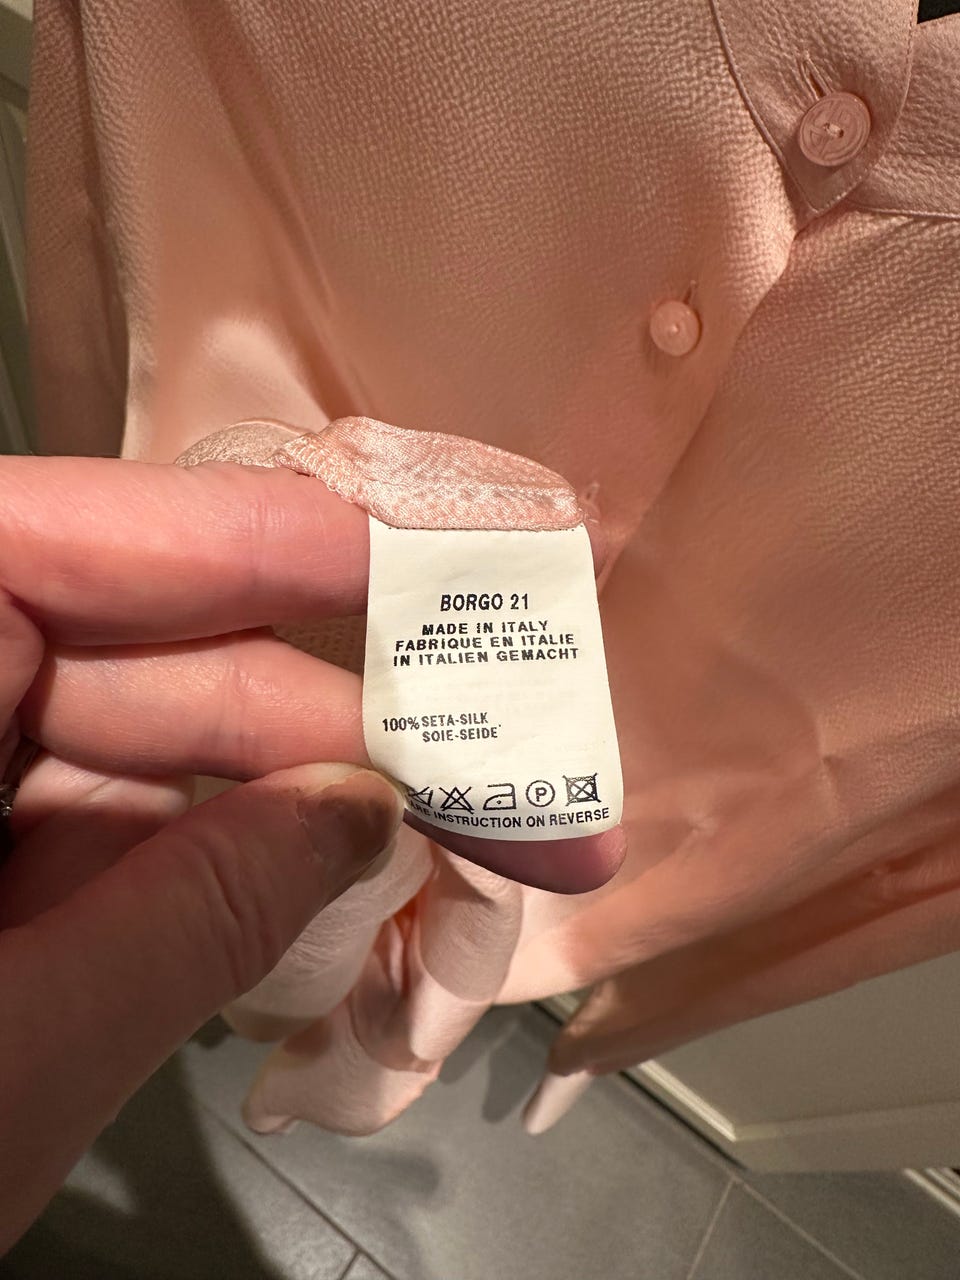 BORGO 21
MADE IN ITALY
FABRIQUE EN ITALIE
IN ITALIEN GEMACHT
100% SETA-SILK
SOIE-SEIDE
P
INSTRUCTION ON REVERSE